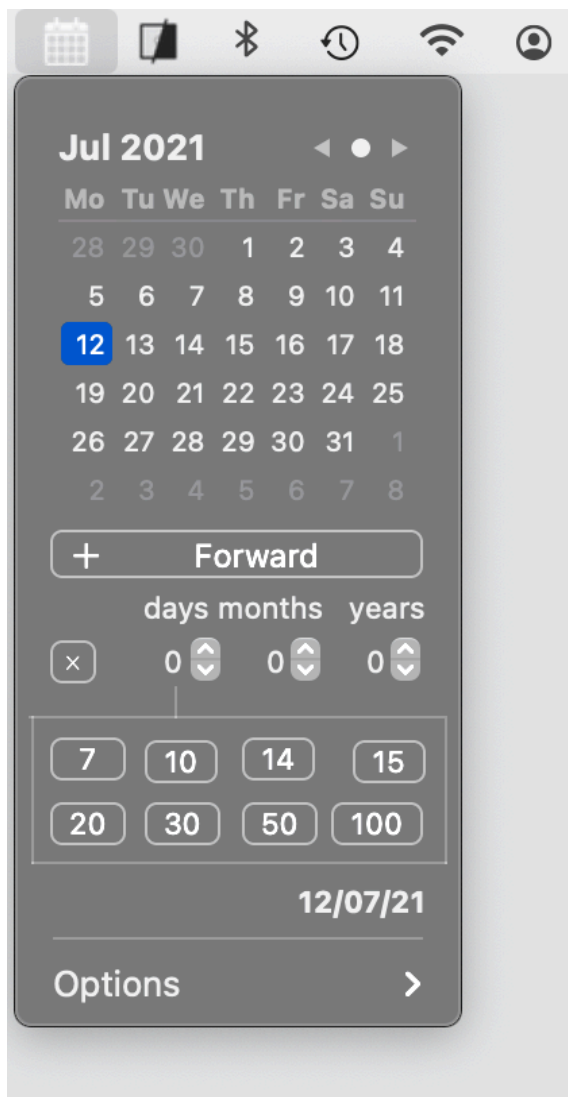 Jul 2021
Mo Tu We Th Fr Sa Su
28 29 30 1 2 3 4
5 6 7 8 9 10 11
12 13 14 15 16 17 18
19 20 21 22 23 24 25
26 27 28 29 30 31 1
2 3 4 5 6 7 8
+ Forward
days months years
× 0 0 0
7 10 14 15
20 30 50 100
12/07/21
Options